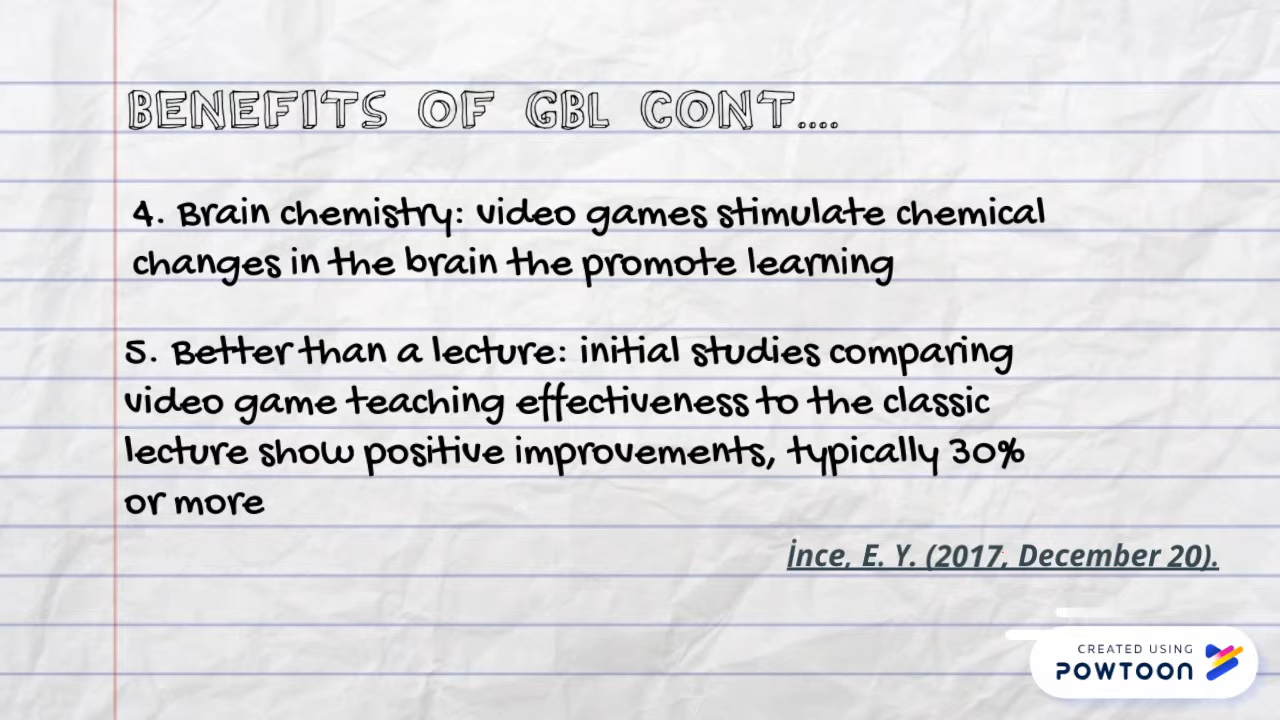 BENEFITS OF GBL CONT....
4. Brain chemistry: video games stimulate chemical
changes in the brain the promote learning
5. Better than a lecture: initial studies comparing
video game teaching effectiveness to the classic
lecture show positive improvements, typically 30%
or more
İnce, E. Y. (2017, December 20).
CREATED USING
POWTOON